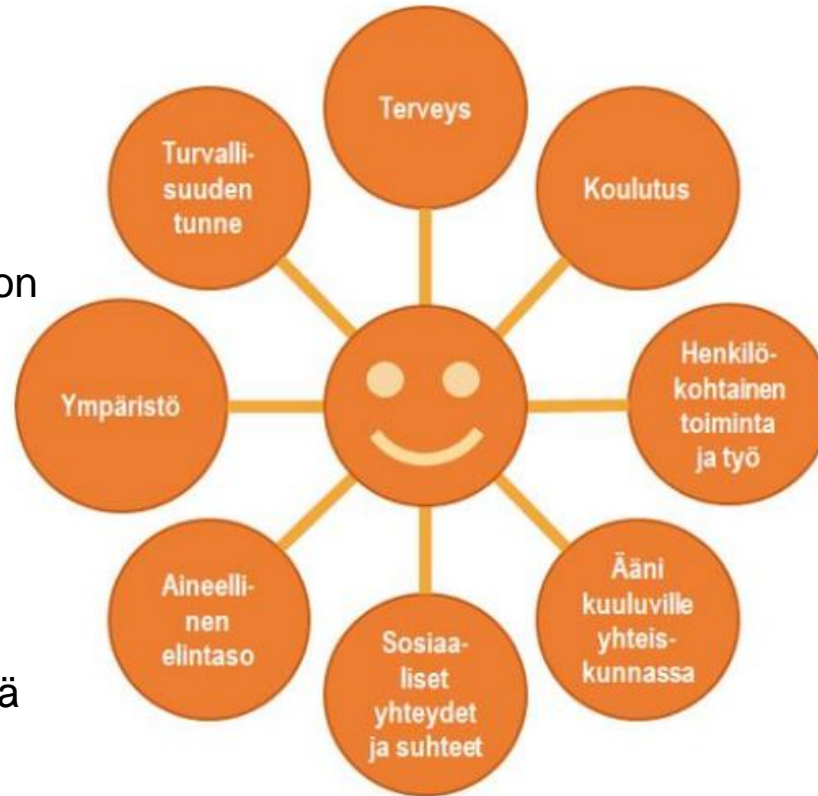 on
ä
Terveys
Koulutus
Henkilö-
kohtainen
toiminta
ja työ
Ääni
kuuluville
yhteis-
kunnassa
Sosiaa-
liset
yhteydet
ja suhteet
Aineelli-
nen
elintaso
Ympäristö
Turvalli-
suuden
tunne